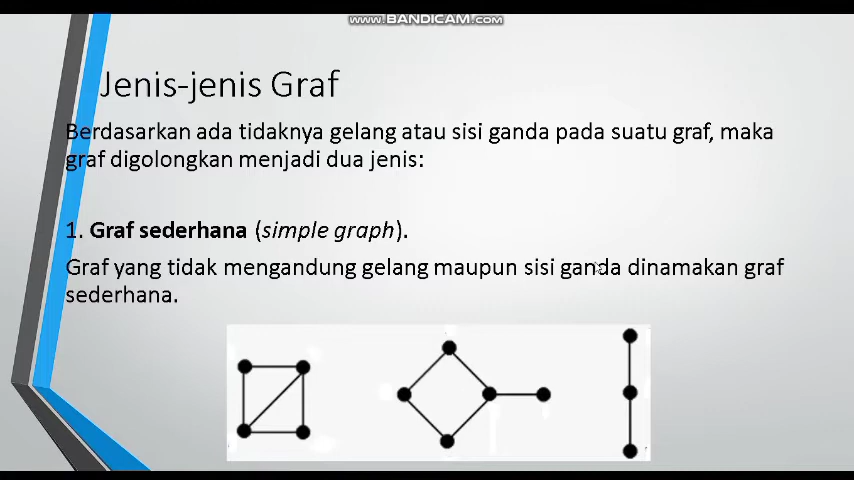 www.BANDICAM.com
Jenis-jenis Graf
Berdasarkan ada tidaknya gelang atau sisi ganda pada suatu graf, maka
graf digolongkan menjadi dua jenis:
1. Graf sederhana (simple graph).
Graf yang tidak mengandung gelang maupun sisi ganda dinamakan graf
sederhana.